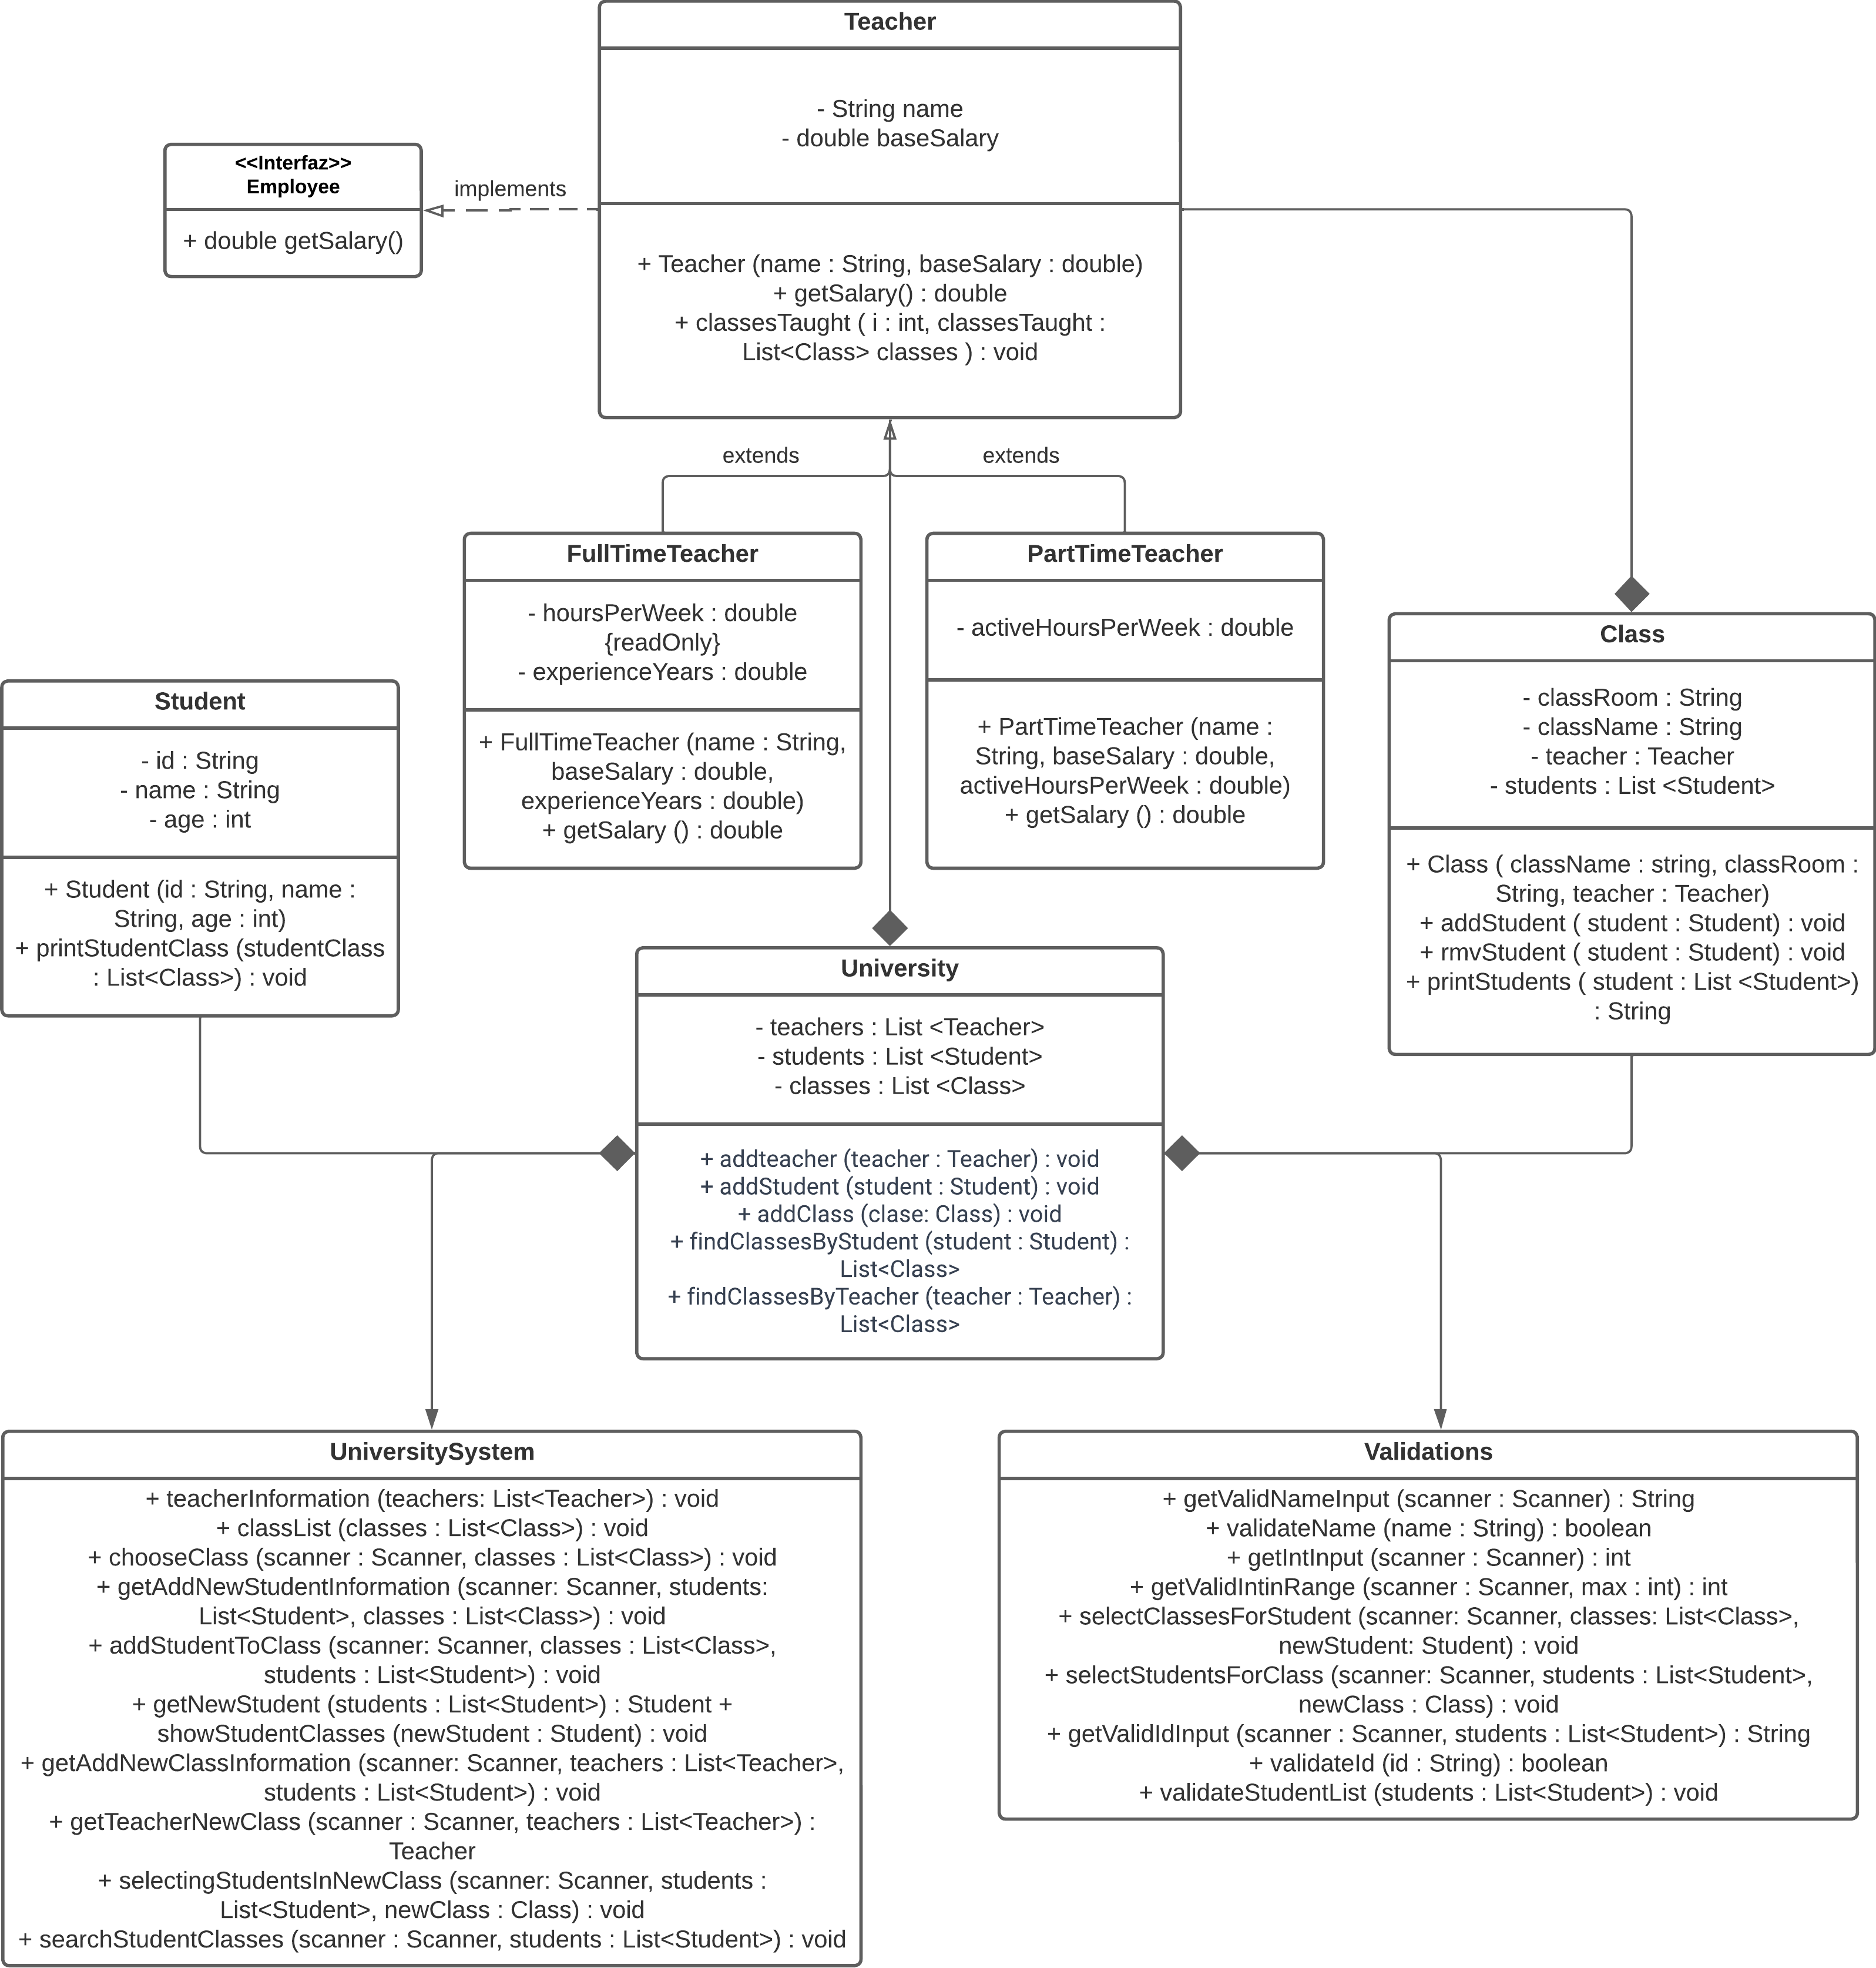 Teacher
- String name
- double baseSalary
+ Teacher (name : String, baseSalary : double)
+ getSalary() : double
+ classesTaught ( i : int, classesTaught :
List<Class> classes ) : void
<<Interfaz>>
Employee
+ double getSalary()
implements
extends
extends
FullTimeTeacher
- hoursPerWeek : double
{readOnly}
- experienceYears : double
+ FullTimeTeacher (name : String,
baseSalary : double,
experienceYears : double)
+ getSalary () : double
PartTimeTeacher
- activeHoursPerWeek : double
+ PartTimeTeacher (name :
String, baseSalary : double,
activeHoursPerWeek : double)
+ getSalary () : double
Class
- classRoom : String
- className : String
- teacher : Teacher
- students : List <Student>
+ Class ( className : string, classRoom :
String, teacher : Teacher)
+ addStudent ( student : Student) : void
+ rmvStudent ( student : Student) : void
+ printStudents ( student : List <Student>)
: String
Student
- id : String
- name : String
- age : int
+ Student (id : String, name :
String, age : int)
+ printStudentClass (studentClass
: List<Class>) : void
University
- teachers : List <Teacher>
- students : List <Student>
- classes : List <Class>
+ addteacher (teacher : Teacher) : void
+ addStudent (student : Student) : void
+ addClass (clase: Class) : void
+ findClassesByStudent (student : Student) :
List<Class>
+ findClassesByTeacher (teacher : Teacher) :
List<Class>
UniversitySystem
+ teacherInformation (teachers: List<Teacher>) : void
+ classList (classes : List<Class>) : void
+ chooseClass (scanner : Scanner, classes : List<Class>) : void
+ getAddNewStudentInformation (scanner: Scanner, students:
List<Student>, classes : List<Class>) : void
+ addStudentToClass (scanner: Scanner, classes : List<Class>,
students : List<Student>) : void
+ getNewStudent (students : List<Student>) : Student +
showStudentClasses (newStudent : Student) : void
+ getAddNewClassInformation (scanner: Scanner, teachers : List<Teacher>,
students : List<Student>) : void
+ getTeacherNewClass (scanner : Scanner, teachers : List<Teacher>) :
Teacher
+ selectingStudentsInNewClass (scanner: Scanner, students :
List<Student>, newClass : Class) : void
+ searchStudentClasses (scanner : Scanner, students : List<Student>) : void
Validations
+ getValidNameInput (scanner : Scanner) : String
+ validateName (name : String) : boolean
+ getIntInput (scanner : Scanner) : int
+ getValidIntinRange (scanner : Scanner, max : int) : int
+ selectClassesForStudent (scanner: Scanner, classes: List<Class>,
newStudent: Student) : void
+ selectStudentsForClass (scanner: Scanner, students : List<Student>,
newClass : Class) : void
+ getValidIdInput (scanner : Scanner, students : List<Student>) : String
+ validateId (id : String) : boolean
+ validateStudentList (students : List<Student>) : void